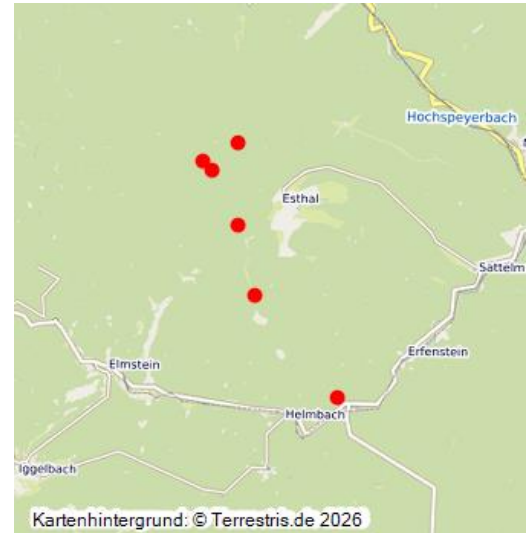 Hochspeyerbach
Esthal
Sattelm
Erfenstein
Elmstein
Helmbach
Iggelbach
Kartenhintergrund: © Terrestris.de 2026